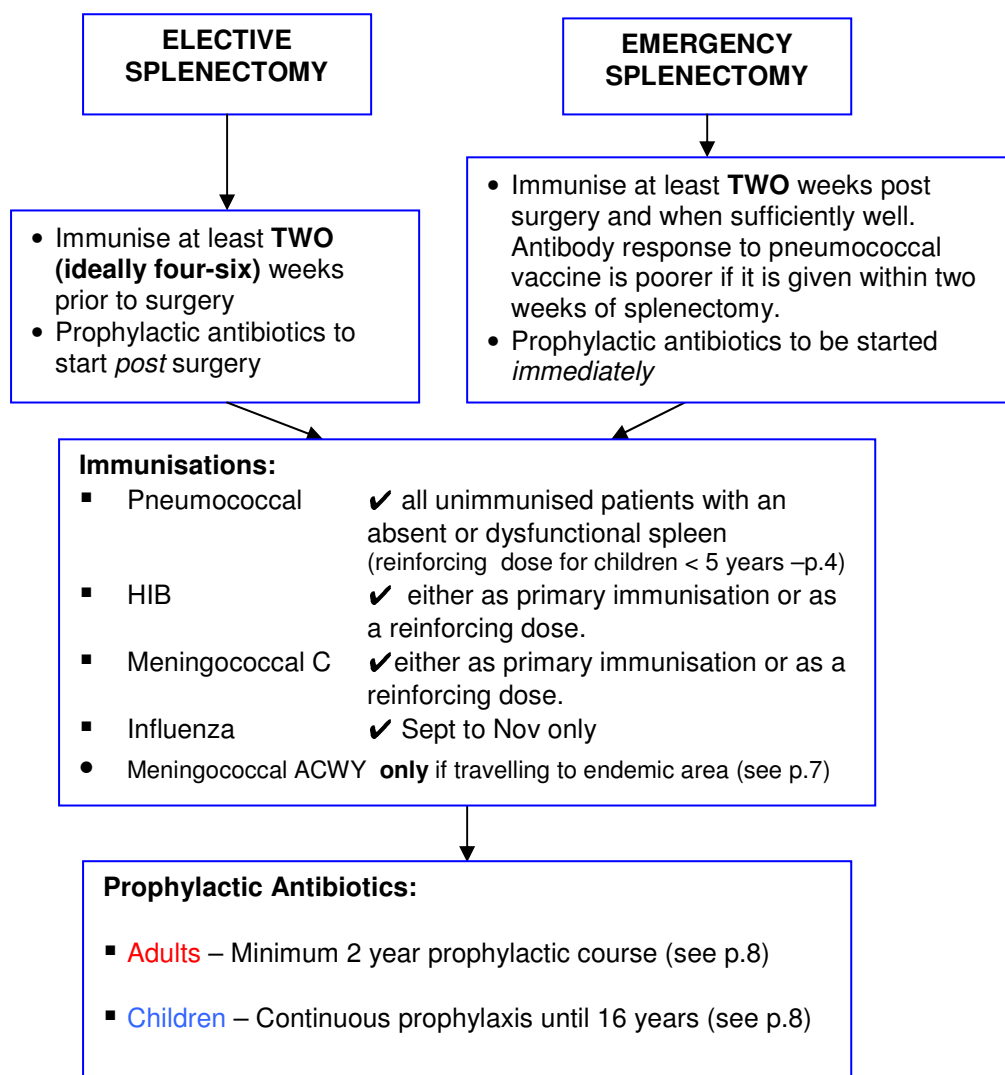 ELECTIVE
SPLENECTOMY
EMERGENCY
SPLENECTOMY
• Immunise at least TWO
(ideally four-six) weeks
prior to surgery
• Prophylactic antibiotics to
start post surgery
• Immunise at least TWO weeks post
surgery and when sufficiently well.
Antibody response to pneumococcal
vaccine is poorer if it is given within two
weeks of splenectomy.
• Prophylactic antibiotics to be started
immediately
Immunisations:
▪ Pneumococcal ✔ all unimmunised patients with an
absent or dysfunctional spleen
(reinforcing dose for children < 5 years –p.4)
▪ HIB ✔ either as primary immunisation or as
a reinforcing dose.
▪ Meningococcal C ✔either as primary immunisation or as a
reinforcing dose.
▪ Influenza ✔ Sept to Nov only
• Meningococcal ACWY only if travelling to endemic area (see p.7)
Prophylactic Antibiotics:
▪ Adults – Minimum 2 year prophylactic course (see p.8)
▪ Children – Continuous prophylaxis until 16 years (see p.8)